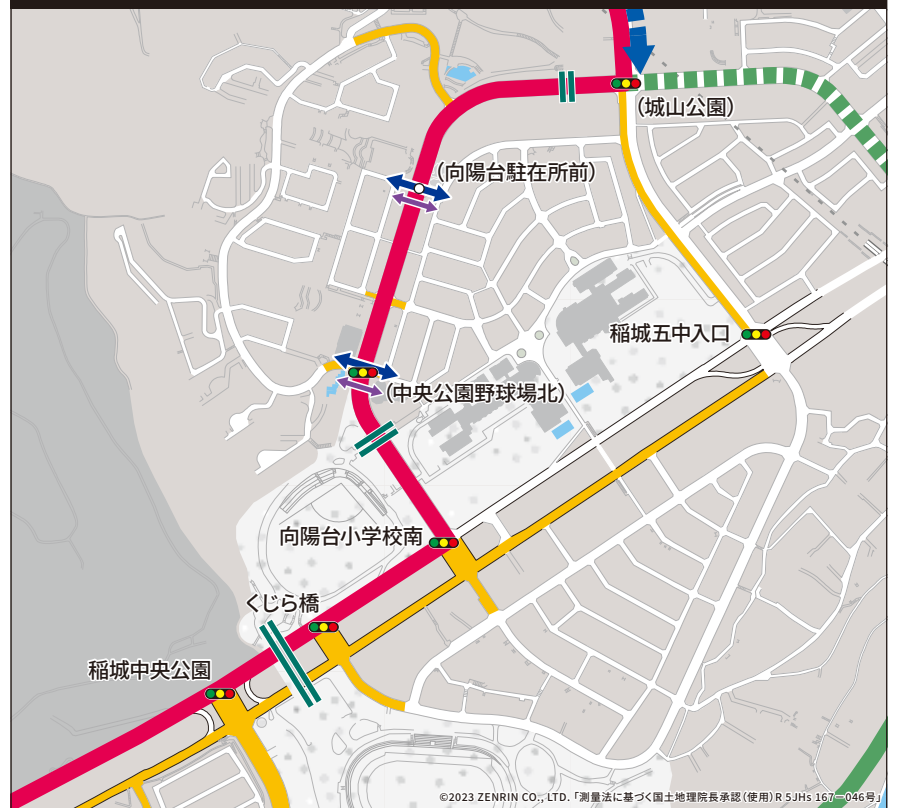 (城山公園)
(向陽台駐在所前)
稲城五中入口
(中央公園野球場北)
向陽台小学校南
くじら橋
稲城中央公園
©2023 ZENRIN CO., LTD.「測量法に基づく国土地理院長承認(使用)R 5JHs 167－046号」